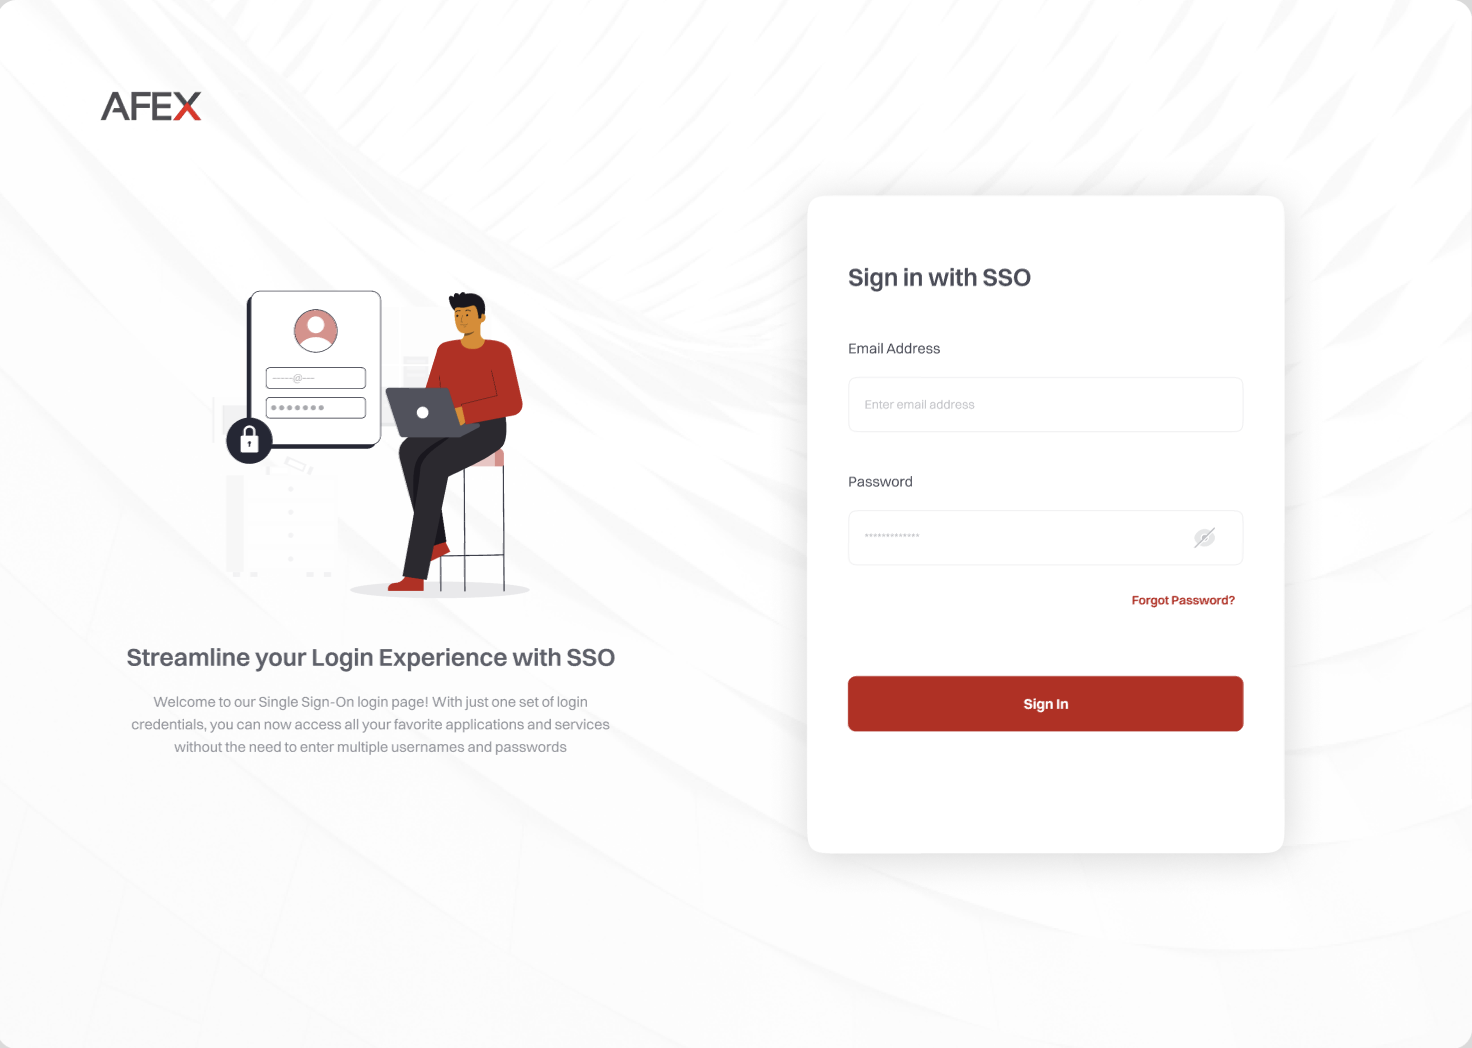 AFEX
Sign in with SSO
Email Address
Enter email address
Password
*************
Forgot Password?
Sign In
-----@---
Streamline your Login Experience with SSO
Welcome to our Single Sign-On login page! With just one set of login
credentials, you can now access all your favorite applications and services
without the need to enter multiple usernames and passwords